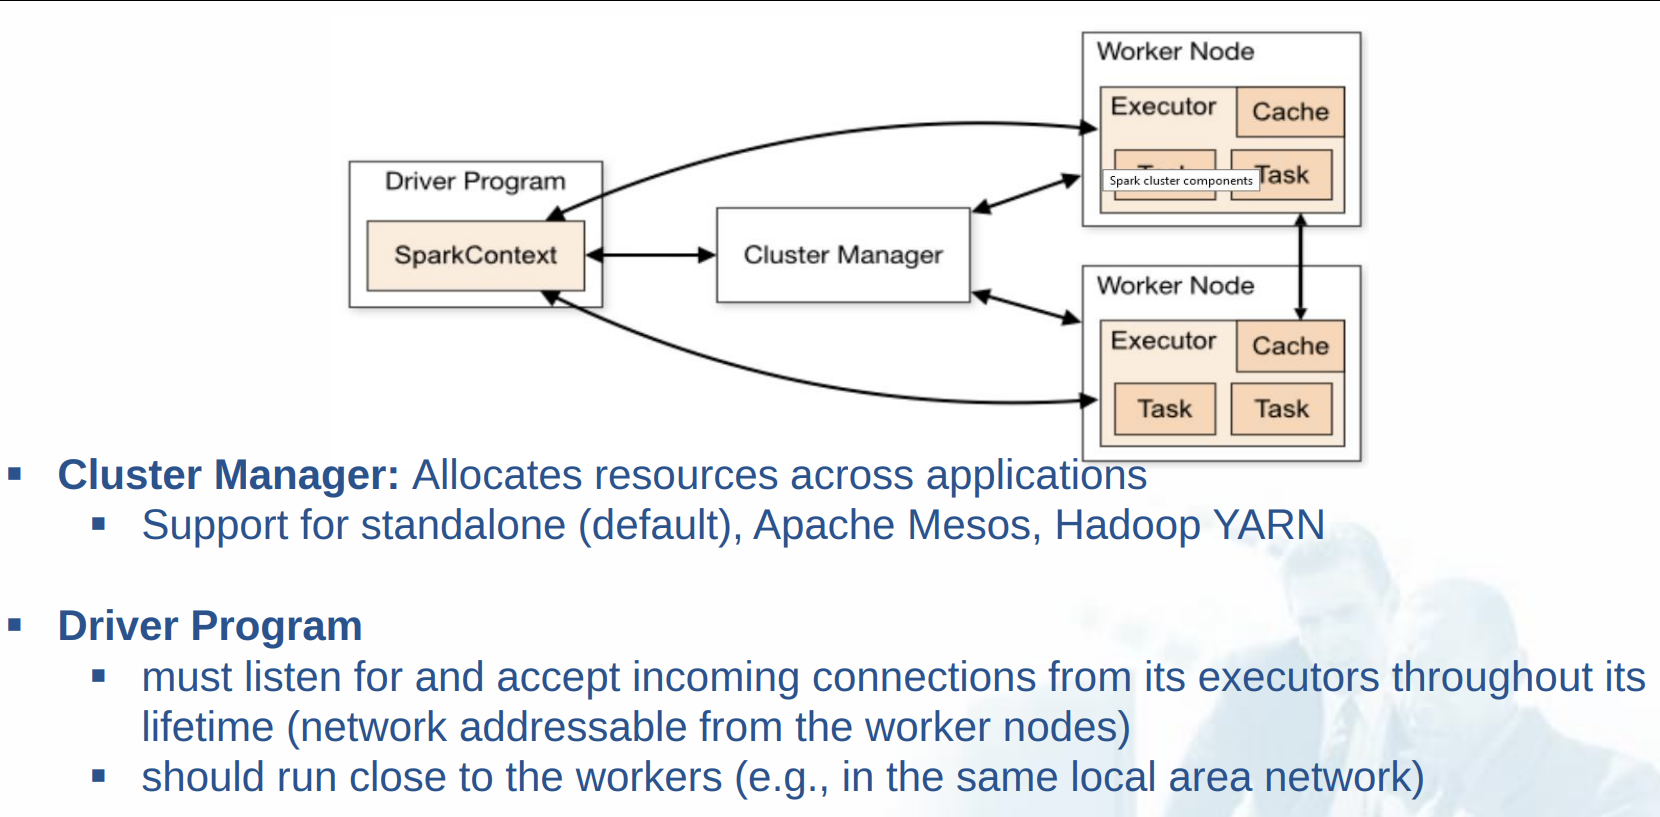 Worker Node
Executor
Cache
Spark cluster components
Task
Driver Program
SparkContext
Cluster Manager
Worker Node
Executor
Cache
Task
Task
▪ Cluster Manager: Allocates resources across applications
▪ Support for standalone (default), Apache Mesos, Hadoop YARN
▪ Driver Program
▪ must listen for and accept incoming connections from its executors throughout its
lifetime (network addressable from the worker nodes)
▪ should run close to the workers (e.g., in the same local area network)